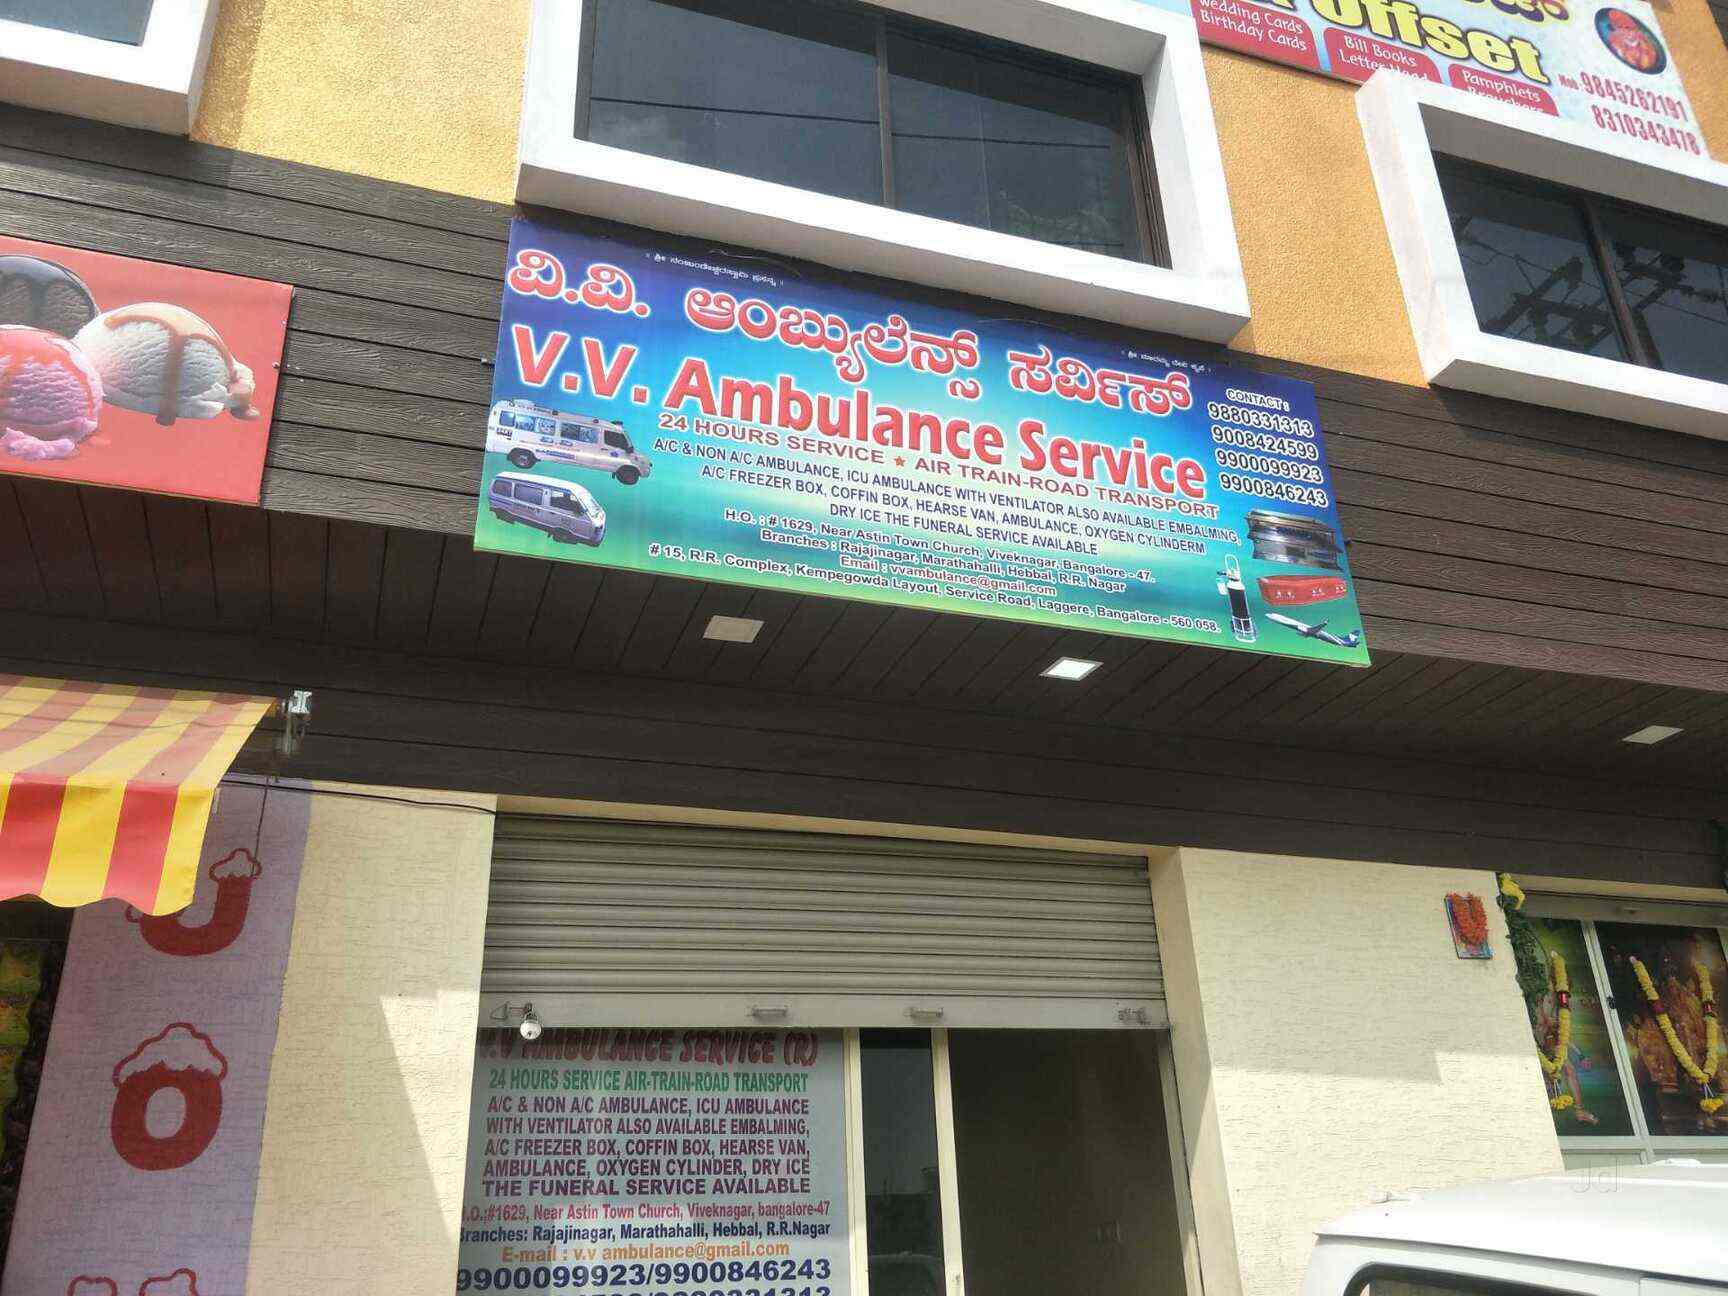 Wedding Cards
Birthday Cards
Bill Books
Letter Head
Offset
Pamphlets
Brouchers
Mob 9845262191
8310343478
। ಶ್ರೀ ನಂಜುಂಡೇಶ್ವರಸ್ವಾಮಿ ಪ್ರಸನ್ನ ।
ವಿ.ವಿ. ಆಂಬ್ಯುಲೆನ್ಸ್ ಸರ್ವಿಸ್
V.V. Ambulance Service
24 HOURS SERVICE ★ AIR TRAIN-ROAD TRANSPORT
A/C & NON A/C AMBULANCE, ICU AMBULANCE WITH VENTILATOR ALSO AVAILABLE EMBALMING,
A/C FREEZER BOX, COFFIN BOX, HEARSE VAN, AMBULANCE, OXYGEN CYLINDERM
DRY ICE THE FUNERAL SERVICE AVAILABLE
H.O. : # 1629, Near Astin Town Church, Viveknagar, Bangalore - 47.
Branches : Rajajinagar, Marathahalli, Hebbal, R.R. Nagar
Email : vvambulance@gmail.com
# 15, R.R. Complex, Kempegowda Layout, Service Road, Laggere, Bangalore - 560 058.
CONTACT :
9880331313
9008424599
9900099923
9900846243
U
O
V.V AMBULANCE SERVICE (R)
24 HOURS SERVICE AIR-TRAIN-ROAD TRANSPORT
A/C & NON A/C AMBULANCE, ICU AMBULANCE
WITH VENTILATOR ALSO AVAILABLE EMBALMING,
A/C FREEZER BOX, COFFIN BOX, HEARSE VAN,
AMBULANCE, OXYGEN CYLINDER, DRY ICE
THE FUNERAL SERVICE AVAILABLE
H.O.;#1629, Near Astin Town Church, Viveknagar, bangalore-47
Branches: Rajajinagar, Marathahalli, Hebbal, R.R.Nagar
E-mail : v.v ambulance@gmail.com
9900099923/9900846243
Jd